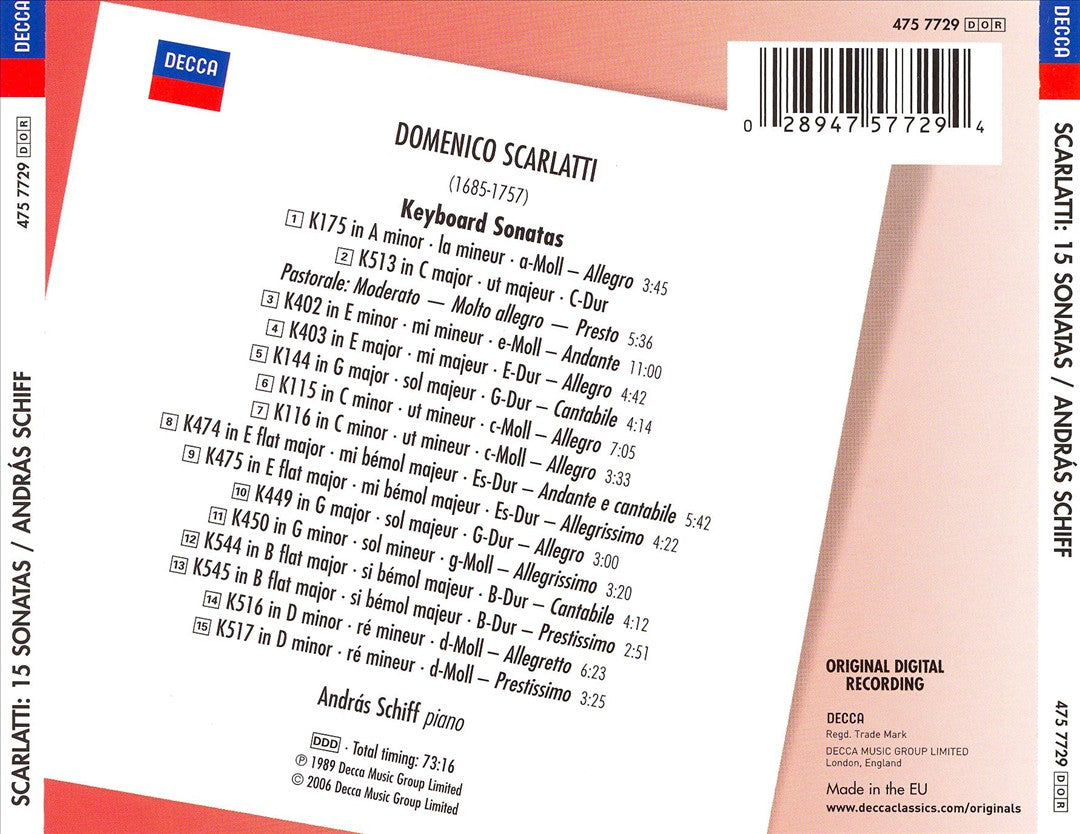 DECCA
475 7729 DOR
SCARLATTI: 15 SONATAS / ANDRÁS SCHIFF
DECCA
DOMENICO SCARLATTI
(1685-1757)
Keyboard Sonatas
1 K175 in A minor · la mineur · a-Moll – Allegro 3:45
2 K513 in C major · ut majeur · C-Dur
Pastorale: Moderato — Molto allegro — Presto 5:36
3 K402 in E minor · mi mineur · e-Moll – Andante 11:00
4 K403 in E major · mi majeur · E-Dur – Allegro 4:42
5 K144 in G major · sol majeur · G-Dur – Cantabile 4:14
6 K115 in C minor · ut mineur · c-Moll – Allegro 7:05
7 K116 in C minor · ut mineur · c-Moll – Allegro 3:33
8 K474 in E flat major · mi bémol majeur · Es-Dur – Andante e cantabile 5:42
9 K475 in E flat major · mi bémol majeur · Es-Dur – Allegrissimo 4:22
10 K449 in G major · sol majeur · G-Dur – Allegro 3:00
11 K450 in G minor · sol mineur · g-Moll – Allegrissimo 3:20
12 K544 in B flat major · si bémol majeur · B-Dur – Cantabile 4:12
13 K545 in B flat major · si bémol majeur · B-Dur – Prestissimo 2:51
14 K516 in D minor · ré mineur · d-Moll – Allegretto 6:23
15 K517 in D minor · ré mineur · d-Moll – Prestissimo 3:25
András Schiff piano
DDD · Total timing: 73:16
℗ 1989 Decca Music Group Limited
© 2006 Decca Music Group Limited
475 7729 DOR
0 28947 57729 4
ORIGINAL DIGITAL
RECORDING
DECCA
Regd. Trade Mark
DECCA MUSIC GROUP LIMITED
London, England
Made in the EU
www.deccaclassics.com/originals
DECCA
SCARLATTI: 15 SONATAS / ANDRÁS SCHIFF
475 7729 DOR